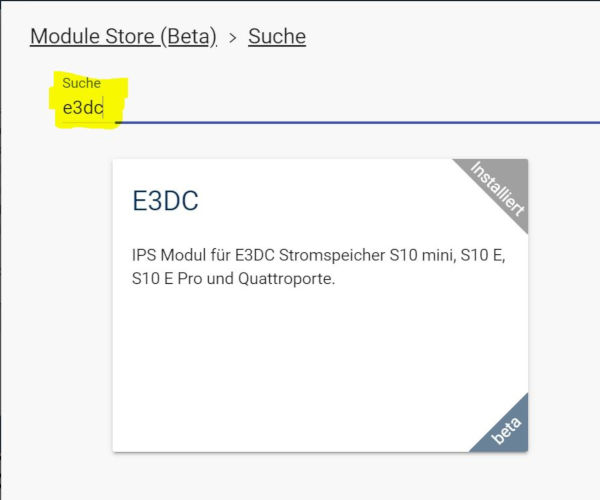 Module Store (Beta) > Suche
Suche
e3dc
Installiert
E3DC
IPS Modul für E3DC Stromspeicher S10 mini, S10 E,
S10 E Pro und Quattroporte.
beta